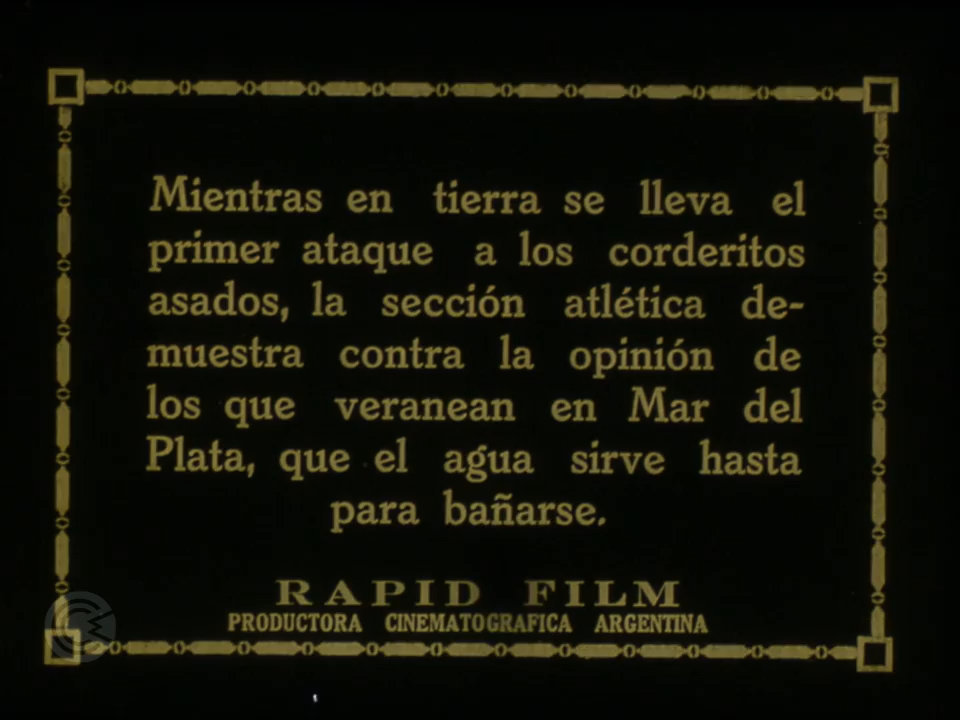 Mientras en tierra se lleva el
primer ataque a los corderitos
asados, la sección atlética de-
muestra contra la opinión de
los que veranean en Mar del
Plata, que el agua sirve hasta
para bañarse.
RAPID FILM
PRODUCTORA CINEMATOGRAFICA ARGENTINA